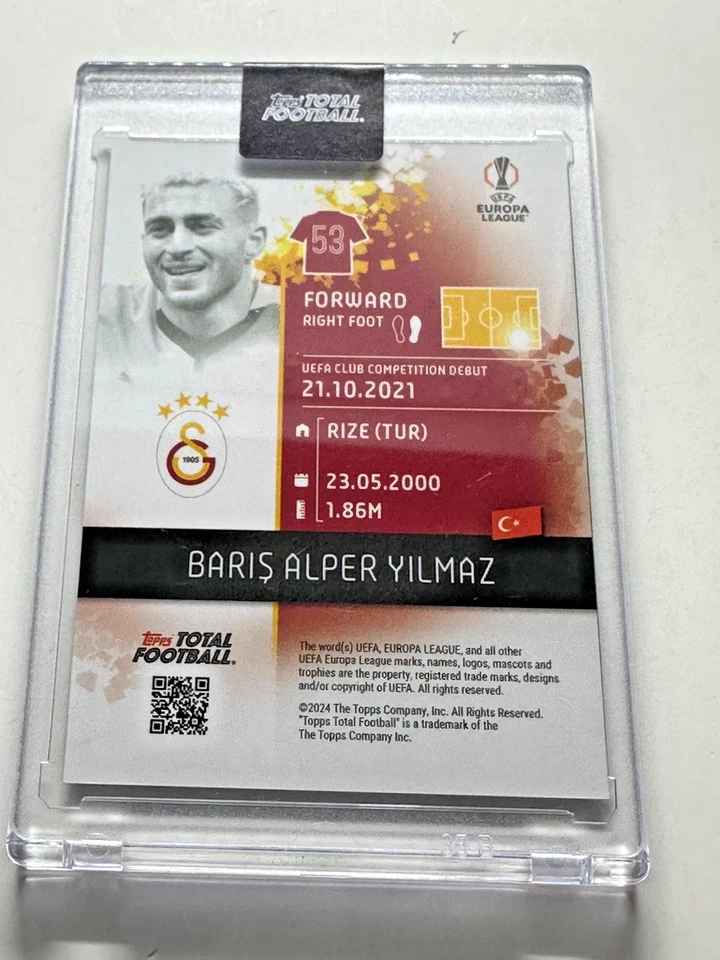 topps TOTAL
FOOTBALL.
UEFA
EUROPA
LEAGUE™
53
FORWARD
RIGHT FOOT
UEFA CLUB COMPETITION DEBUT
21.10.2021
RIZE (TUR)
23.05.2000
1.86M
GS
1905
BARIŞ ALPER YILMAZ
topps TOTAL
FOOTBALL.
The word(s) UEFA, EUROPA LEAGUE, and all other
UEFA Europa League marks, names, logos, mascots and
trophies are the property, registered trade marks, designs
and/or copyright of UEFA. All rights reserved.
©2024 The Topps Company, Inc. All Rights Reserved.
"Topps Total Football" is a trademark of the
The Topps Company Inc.